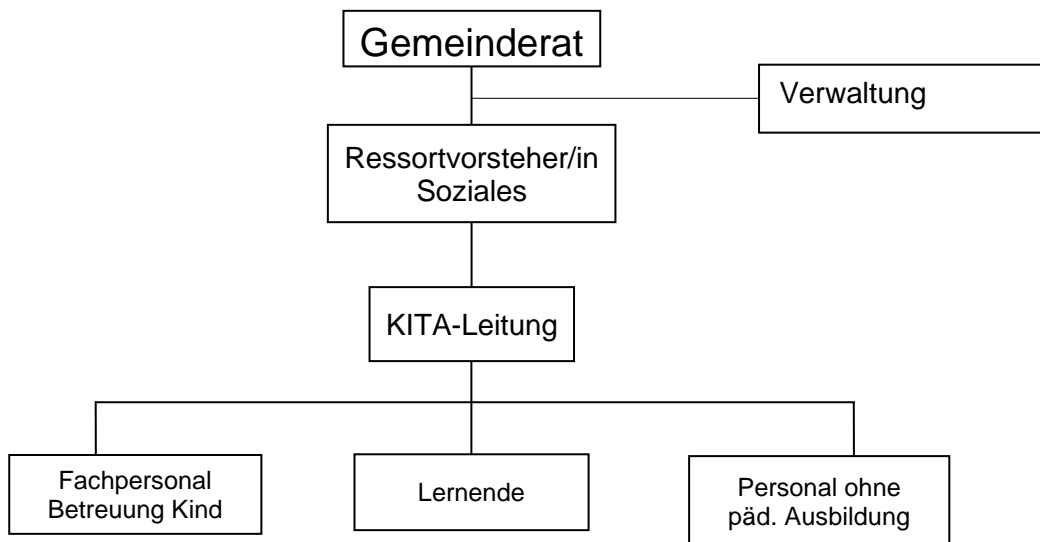 Gemeinderat
Verwaltung
Ressortvorsteher/in
Soziales
KITA-Leitung
Fachpersonal
Betreuung Kind
Lernende
Personal ohne
päd. Ausbildung